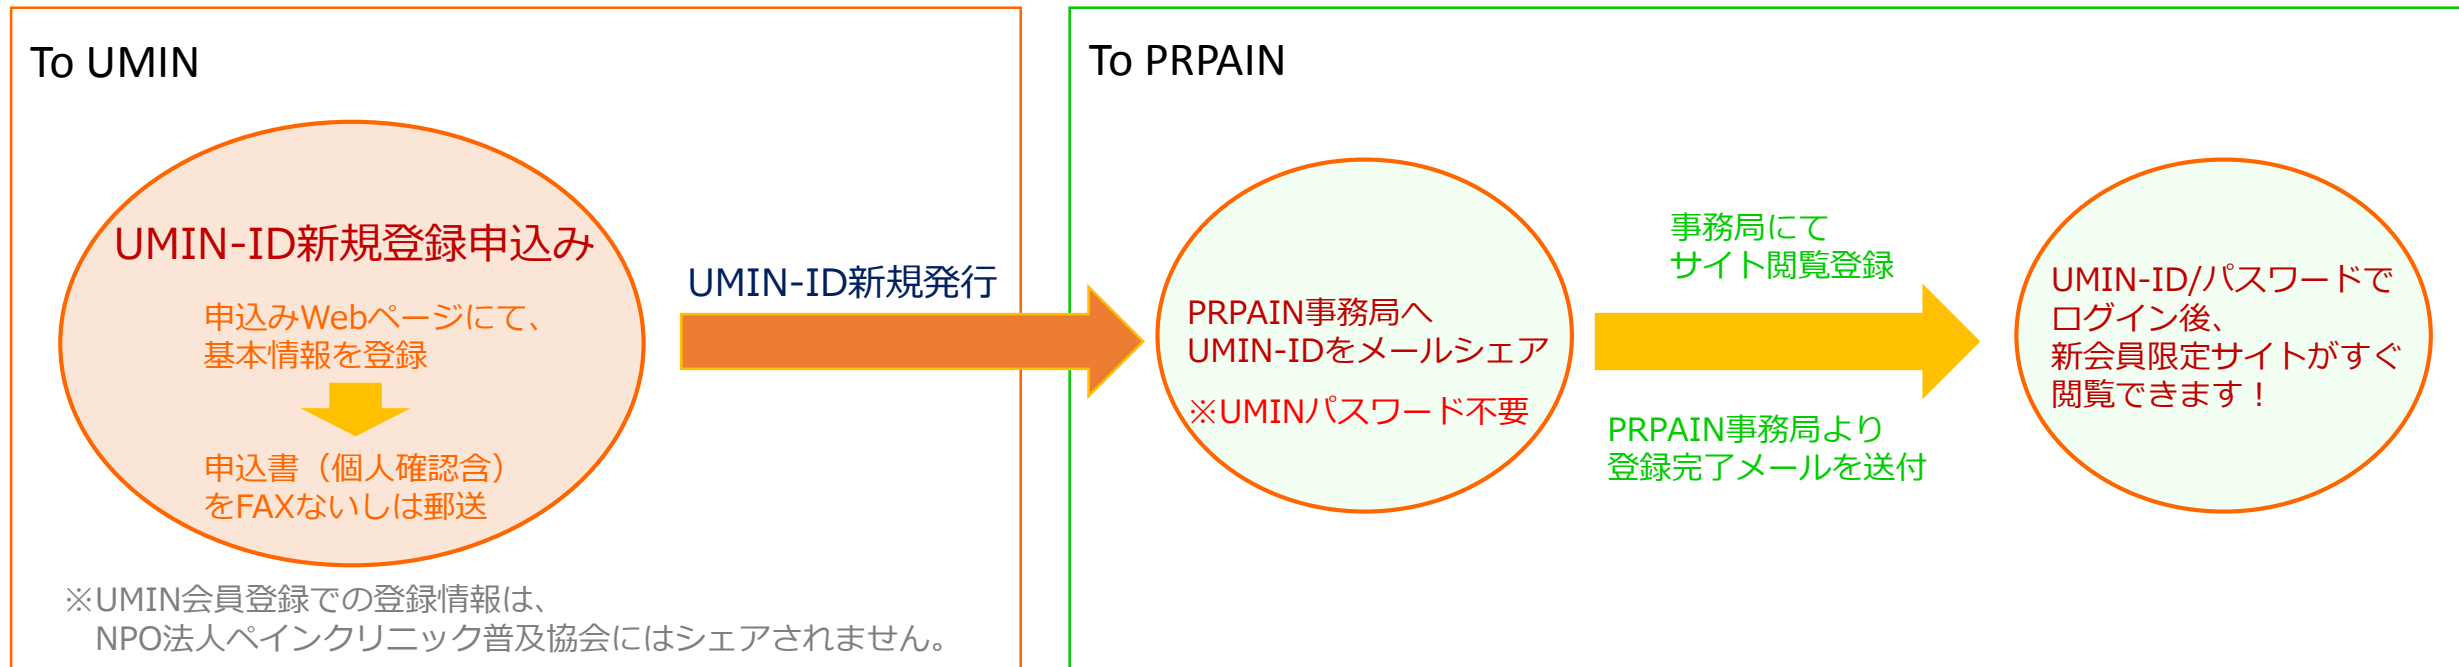 To UMIN
UMIN-ID新規登録申込み
申込みWebページにて、
基本情報を登録
申込書（個人確認含）
をFAXないしは郵送
※UMIN会員登録での登録情報は、
NPO法人ペインクリニック普及協会にはシェアされません。
UMIN-ID新規発行
To PRPAIN
PRPAIN事務局へ
UMIN-IDをメールシェア
※UMINパスワード不要
事務局にて
サイト閲覧登録
PRPAIN事務局より
登録完了メールを送付
UMIN-ID/パスワードで
ログイン後、
新会員限定サイトがすぐ
閲覧できます！